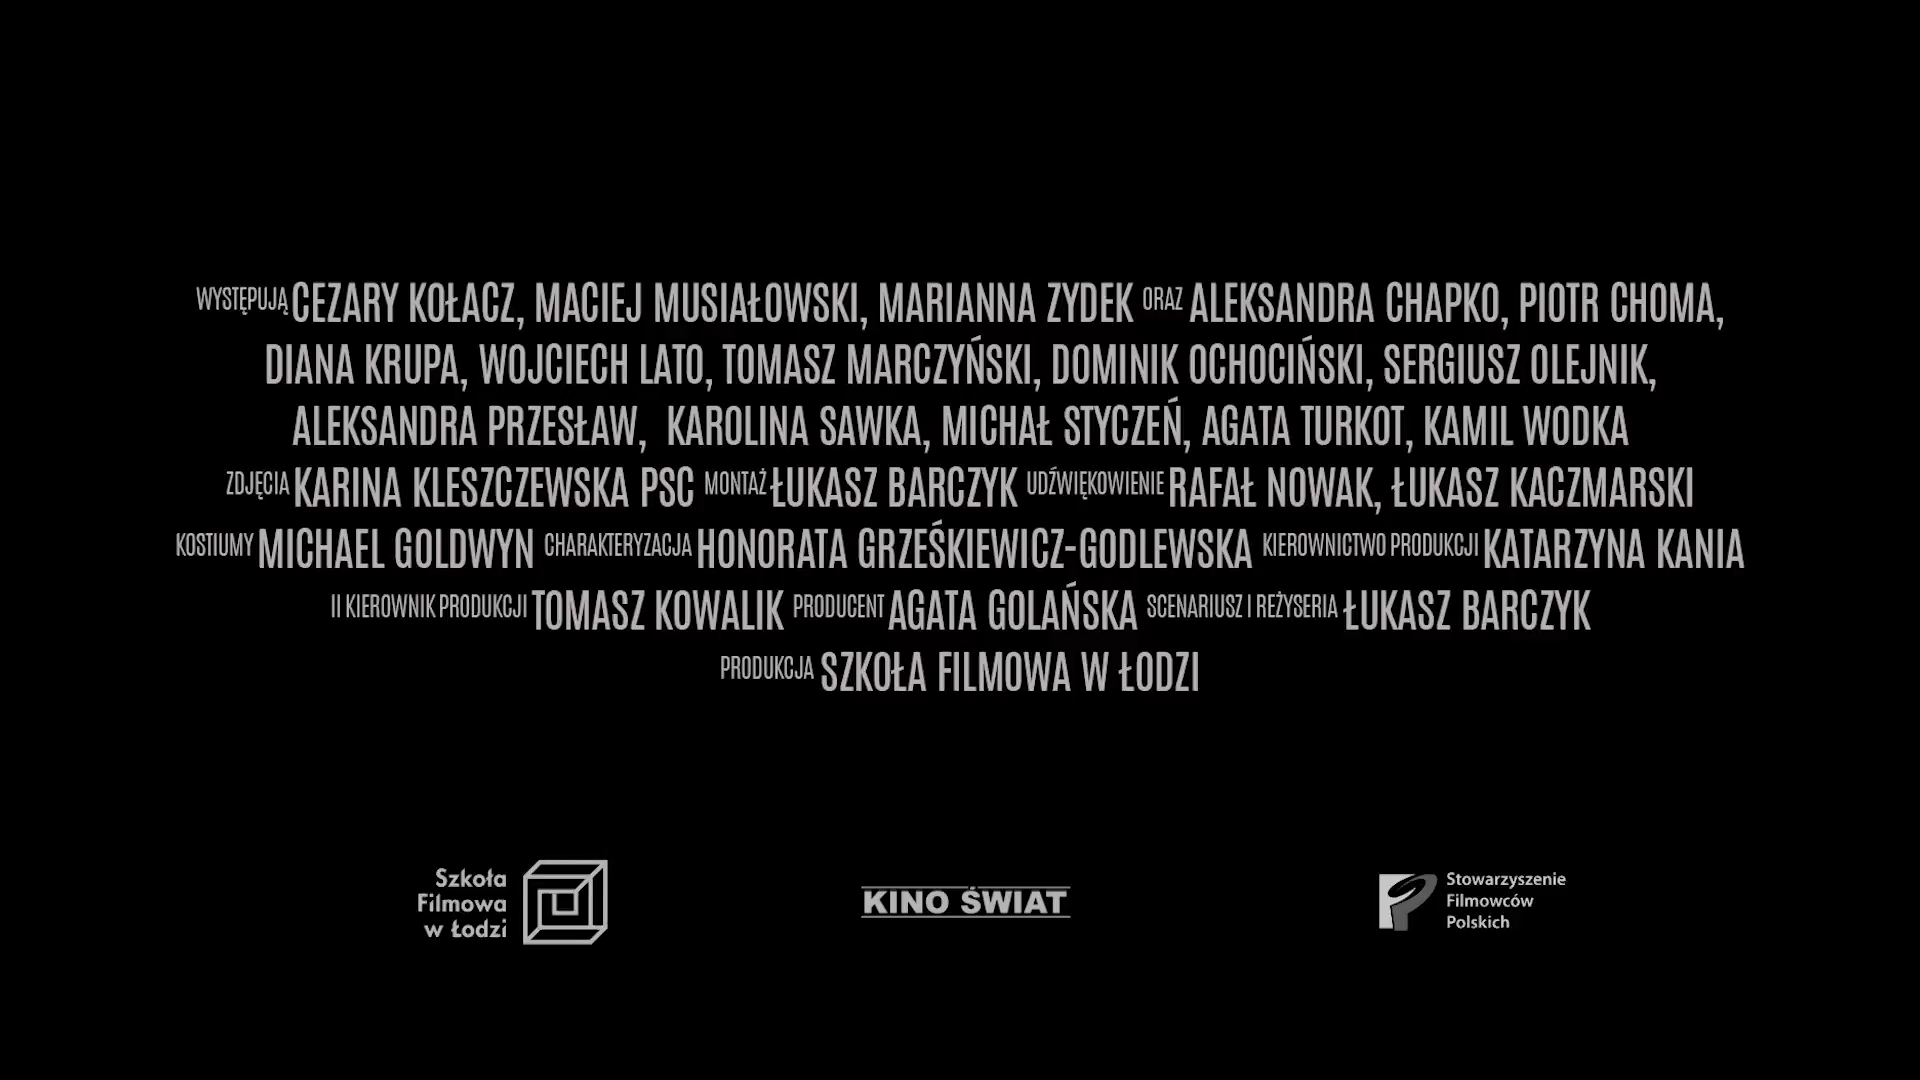 WYSTĘPUJĄ CEZARY KOŁACZ, MACIEJ MUSIAŁOWSKI, MARIANNA ZYDEK ORAZ ALEKSANDRA CHAPKO, PIOTR CHOMA,
DIANA KRUPA, WOJCIECH LATO, TOMASZ MARCZYŃSKI, DOMINIK OCHOCIŃSKI, SERGIUSZ OLEJNIK,
ALEKSANDRA PRZESŁAW, KAROLINA SAWKA, MICHAŁ STYCZEŃ, AGATA TURKOT, KAMIL WODKA
ZDJĘCIA KARINA KLESZCZEWSKA PSC MONTAŻ ŁUKASZ BARCZYK UDŹWIĘKOWIENIE RAFAŁ NOWAK, ŁUKASZ KACZMARSKI
KOSTIUMY MICHAEL GOLDWYN CHARAKTERYZACJA HONORATA GRZEŚKIEWICZ-GODLEWSKA KIEROWNICTWO PRODUKCJI KATARZYNA KANIA
II KIEROWNIK PRODUKCJI TOMASZ KOWALIK PRODUCENT AGATA GOLAŃSKA SCENARIUSZ I REŻYSERIA ŁUKASZ BARCZYK
PRODUKCJA SZKOŁA FILMOWA W ŁODZI
Szkoła
Filmowa
w Łodzi
KINO ŚWIAT
Stowarzyszenie
Filmowców
Polskich